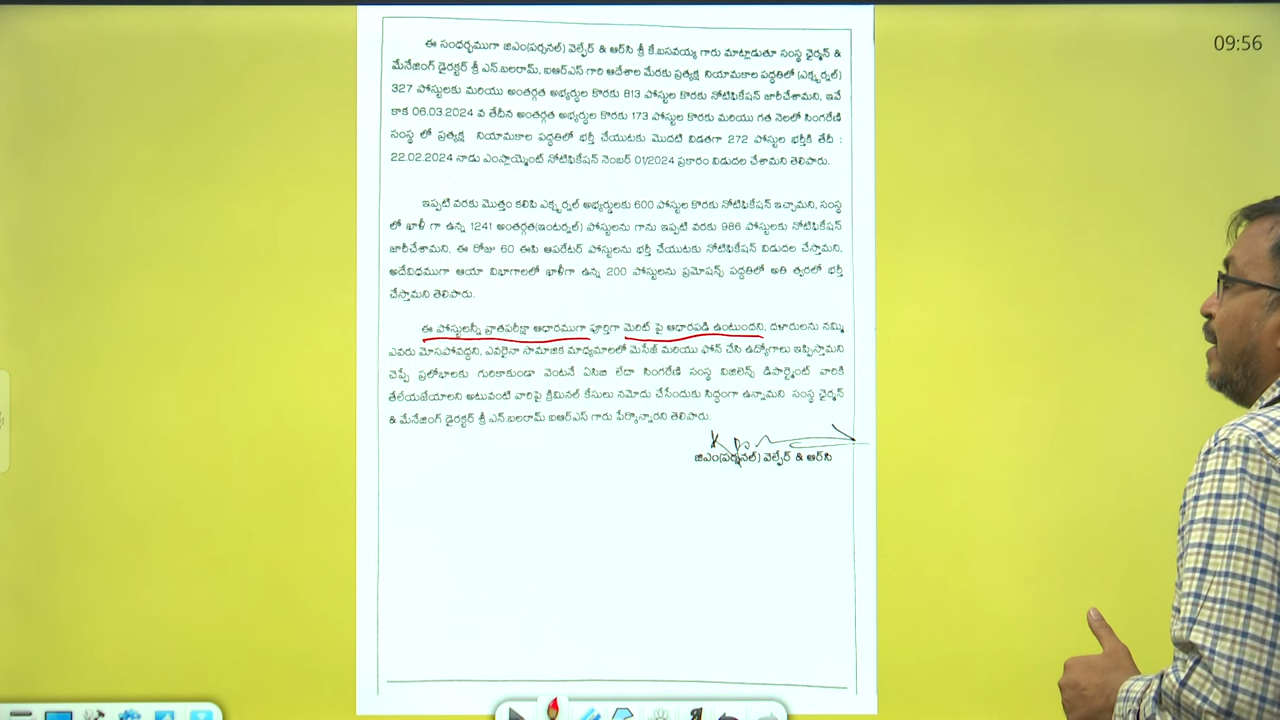 09:56
ఈ సంధర్భముగా జిఎం(పర్సనల్) వెల్ఫేర్ & ఆర్‌సి శ్రీ కే.బసవయ్య గారు మాట్లాడుతూ సంస్థ ఛైర్మన్ &
మేనేజింగ్ డైరక్టర్ శ్రీ ఎన్.బలరామ్, ఐఆర్ఎస్ గారి ఆదేశాల మేరకు ప్రత్యక్ష నియామకాల పద్ధతిలో (ఎక్స్టర్నల్)
327 పోస్టులకు మరియు అంతర్గత అభ్యర్ధుల కొరకు 813 పోస్టుల కొరకు నోటిఫికేషన్ జారీచేశామని, ఇవే
కాక 06.03.2024 వ తేదీన అంతర్గత అభ్యర్ధుల కొరకు 173 పోస్టుల కొరకు మరియు గత నెలలో సింగరేణి
సంస్థ లో ప్రత్యక్ష నియామకాల పద్ధతిలో భర్తీ చేయుటకు మొదటి విడతగా 272 పోస్టుల భర్తీకి తేదీ :
22.02.2024 నాడు ఎంప్లాయ్మెంట్ నోటిఫికేషన్ నెంబర్ 01/2024 ప్రకారం విడుదల చేశామని తెలిపారు.
ఇప్పటి వరకు మొత్తం కలిపి ఎక్స్టర్నల్ అభ్యర్ధులకు 600 పోస్టుల కొరకు నోటిఫికేషన్ ఇచ్చామని, సంస్థ
లో ఖాళీ గా ఉన్న 1241 అంతర్గత(ఇంటర్నల్) పోస్టులను గాను ఇప్పటి వరకు 986 పోస్టులకు నోటిఫికేషన్
జారీచేశామని, ఈ రోజు 60 ఈపి ఆపరేటర్ పోస్టులను భర్తీ చేయుటకు నోటిఫికేషన్ విడుదల చేస్తామని,
అదేవిధముగా ఆయా విభాగాలలో ఖాళీగా ఉన్న 200 పోస్టులను ప్రమోషన్స్ పద్ధతిలో అతి త్వరలో భర్తీ
చేస్తామని తెలిపారు.
ఈ పోస్టులన్నీ వ్రాతపరీక్షా ఆధారముగా పూర్తిగా మెరిట్ పై ఆధారపడి ఉంటుందని, దళారులను నమ్మి
ఎవరు మోసపోవద్దని, ఎవరైనా సామాజిక మాధ్యమాలలో మెసేజ్ మరియు ఫోన్ చేసి ఉద్యోగాలు ఇప్పిస్తామని
చెప్పే ప్రలోభాలకు గురికాకుండా వెంటనే ఏసిబి లేదా సింగరేణి సంస్థ విజిలెన్స్ డిపార్ట్మెంట్ వారికి
తేలేయజేయాలని అటువంటి వారిపై క్రిమినల్ కేసులు నమోదు చేసేందుకు సిద్ధంగా ఉన్నామని సంస్థ ఛైర్మన్
& మేనేజింగ్ డైరక్టర్ శ్రీ ఎన్.బలరామ్ ఐఆర్ఎస్ గారు పేర్కొన్నారని తెలిపారు.
జిఎం(పర్సనల్) వెల్ఫేర్ & ఆర్‌సి